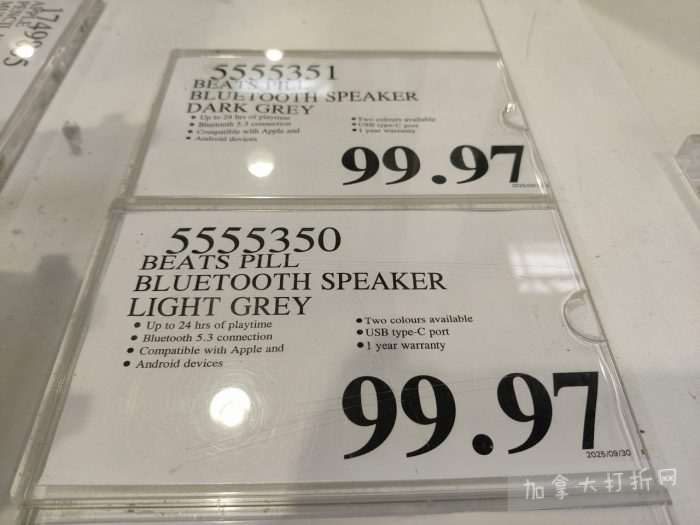 5555351
BEATS PILL
BLUETOOTH SPEAKER
DARK GREY
• Up to 24 hrs of playtime
• Bluetooth 5.3 connection
• Compatible with Apple and
• Android devices
• Two colours available
• USB type-C port
• 1 year warranty
99.97
5555350
BEATS PILL
BLUETOOTH SPEAKER
LIGHT GREY
• Up to 24 hrs of playtime
• Bluetooth 5.3 connection
• Compatible with Apple and
• Android devices
• Two colours available
• USB type-C port
• 1 year warranty
99.97
2025/09/30
加拿大打折网